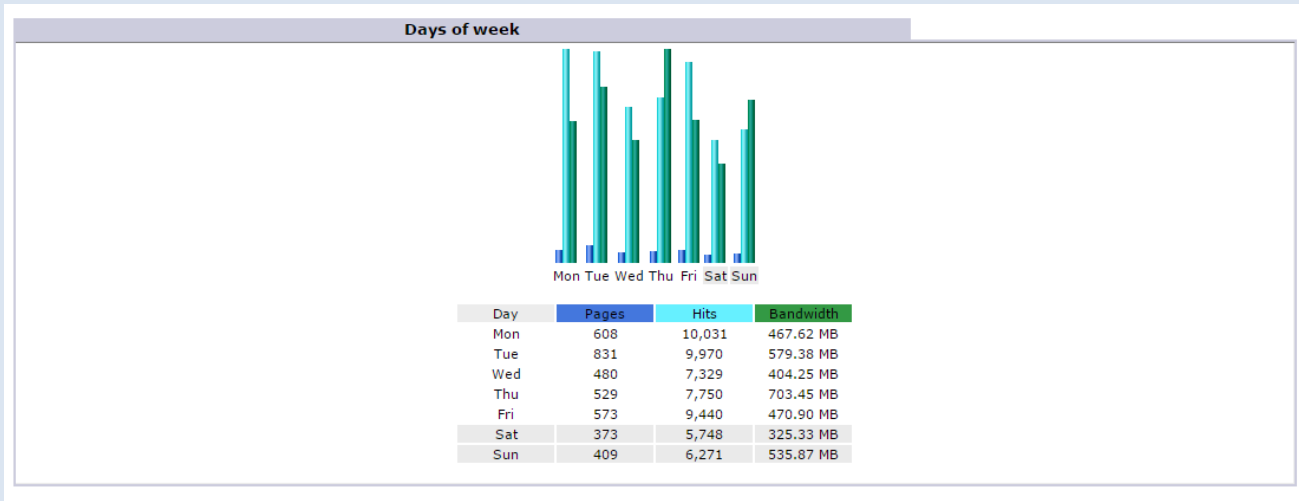 Days of week
Mon Tue Wed Thu Fri Sat Sun
Day Pages Hits Bandwidth
Mon 608 10,031 467.62 MB
Tue 831 9,970 579.38 MB
Wed 480 7,329 404.25 MB
Thu 529 7,750 703.45 MB
Fri 573 9,440 470.90 MB
Sat 373 5,748 325.33 MB
Sun 409 6,271 535.87 MB